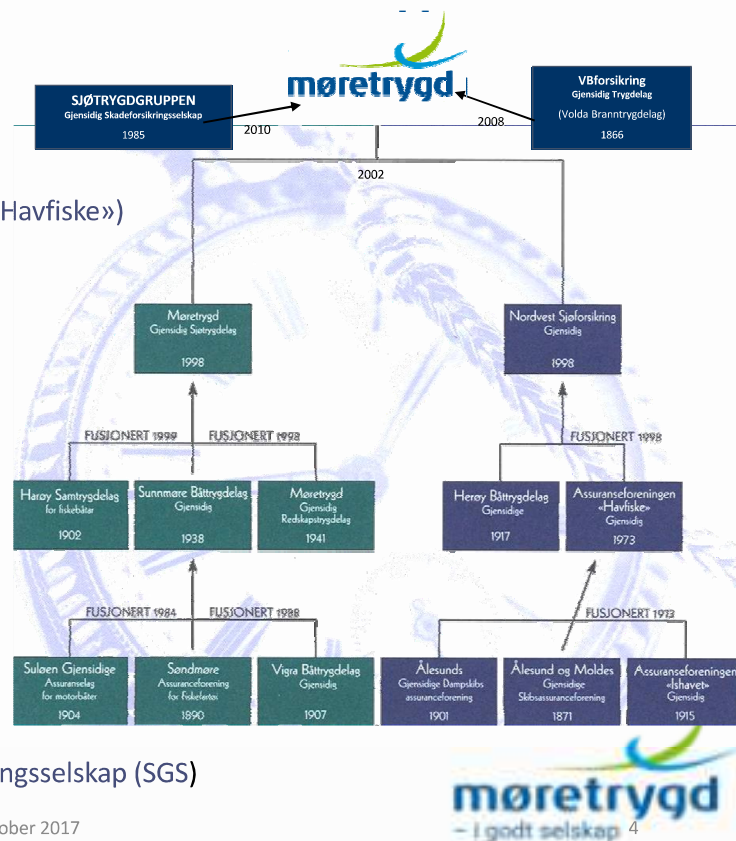 møretrygd
SJØTRYGDGRUPPEN
Gjensidig Skadeforsikringsselskap
1985
VBforsikring
Gjensidig Trygdelag
(Volda Branntrygdelag)
1866
2010
2008
2002
Havfiske»)
Møretrygd
Gjensidig Sjøtrygdelag
1998
Nordvest Sjøforsikring
Gjensidig
1998
FUSJONERT 1999
FUSJONERT 1998
FUSJONERT 1998
Harøy Samtrygdelag
for fiskebåtar
1902
Sunnmøre Båttrygdelag
Gjensidig
1938
Møretrygd
Gjensidig
Redskapstrygdelag
1941
Herøy Båttrygdelag
Gjensidige
1917
Assuranseforeningen
«Havfiske»
Gjensidig
1973
FUSJONERT 1984
FUSJONERT 1988
FUSJONERT 1973
Suløen Gjensidige
Assuranselag
for motorbåter
1904
Søndmøre
Assuranceforening
for Fiskefartøi
1890
Vigra Båttrygdelag
Gjensidig
1907
Ålesunds
Gjensidige Dampskibs
assuranceforening
1901
Ålesund og Moldes
Gjensidige
Skibsassuranceforening
1871
Assuranseforeningen
«Ishavet»
Gjensidig
1915
ngsselskap (SGS)
møretrygd
– i godt selskap
ober 2017
4